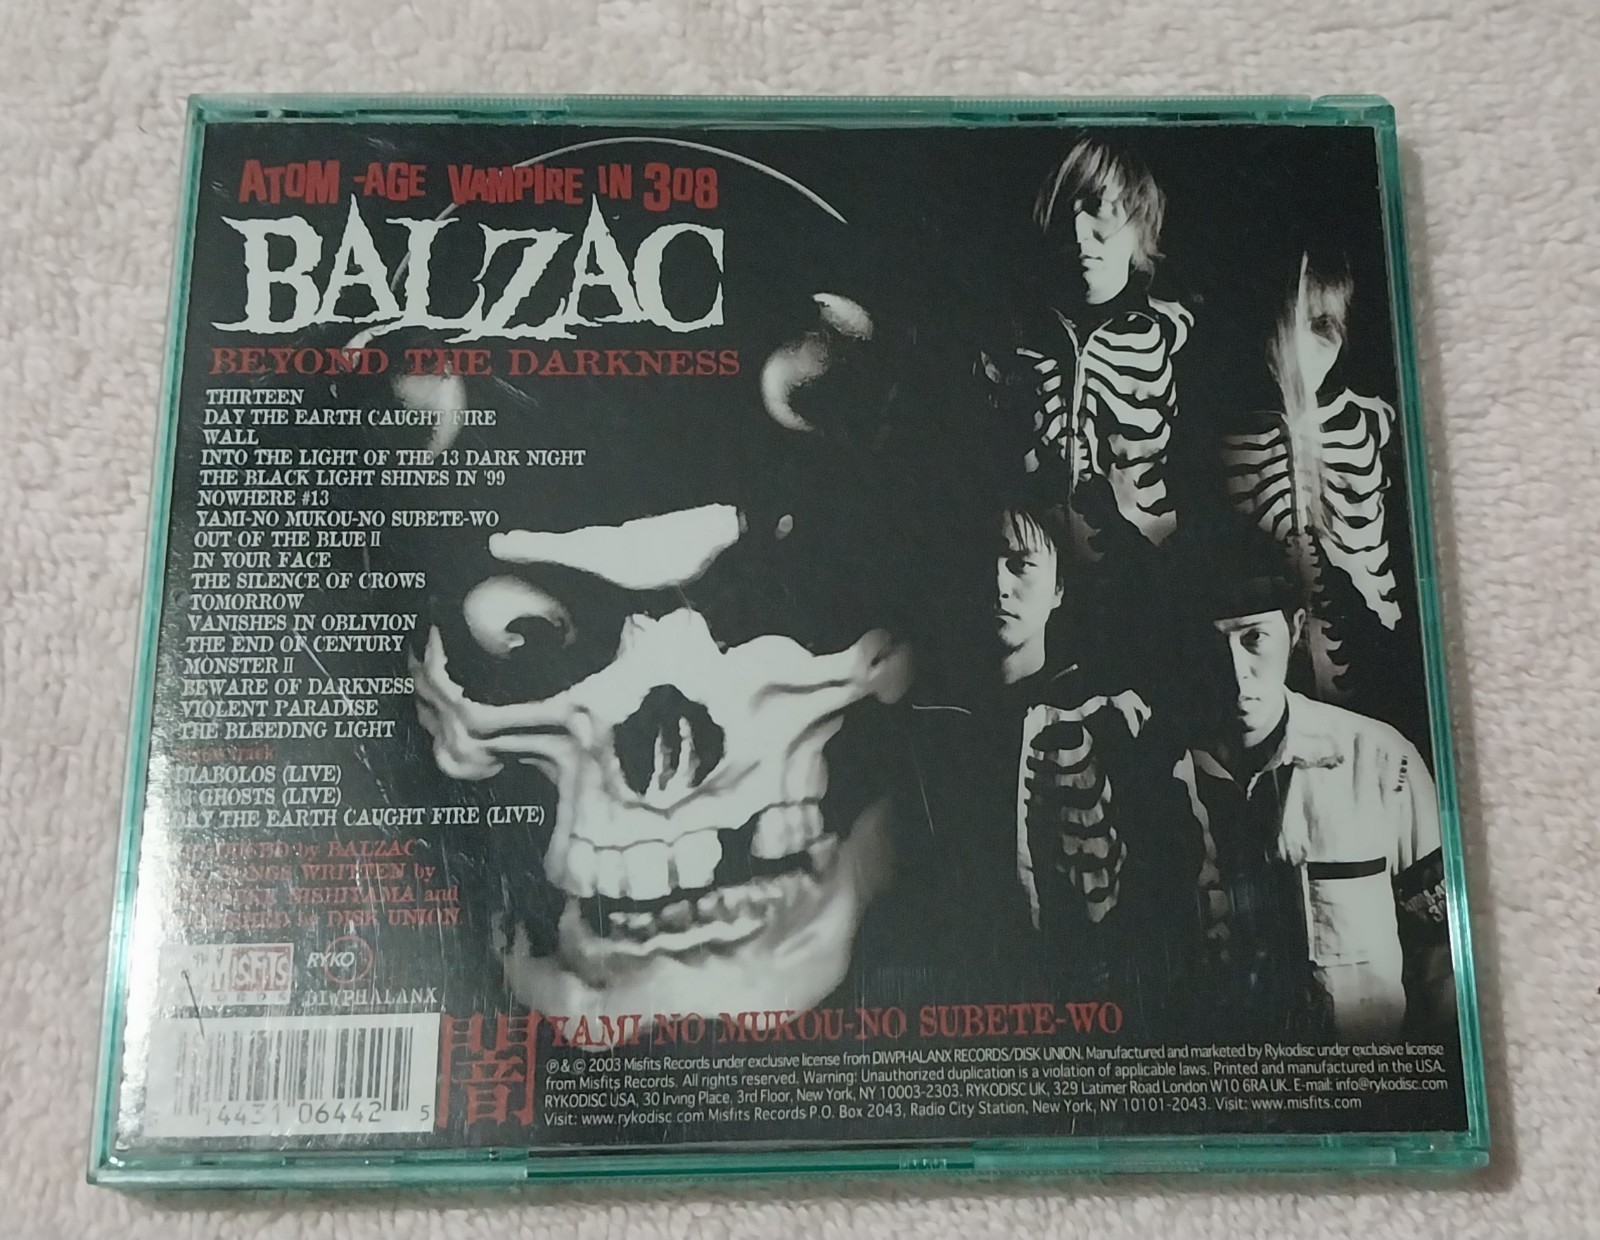 ATOM-AGE VAMPIRE IN 308
BALZAC
BEYOND THE DARKNESS
THIRTEEN
DAY THE EARTH CAUGHT FIRE
WALL
INTO THE LIGHT OF THE 13 DARK NIGHT
THE BLACK LIGHT SHINES IN '99
NOWHERE #13
YAMI-NO MUKOU-NO SUBETE-WO
OUT OF THE BLUE II
IN YOUR FACE
THE SILENCE OF CROWS
TOMORROW
VANISHES IN OBLIVION
THE END OF CENTURY
MONSTER II
BEWARE OF DARKNESS
VIOLENT PARADISE
THE BLEEDING LIGHT
track
DIABOLOS (LIVE)
GHOSTS (LIVE)
DAY THE EARTH CAUGHT FIRE (LIVE)
by BALZAC
SONGS WRITTEN by
NISHIYAMA and
DISK UNION.
MISFITS
RYKO
DIWPHALANX
14431 06442 5
闇
YAMI-NO MUKOU-NO SUBETE-WO
℗ & © 2003 Misfits Records under exclusive license from DIWPHALANX RECORDS/DISK UNION. Manufactured and marketed by Rykodisc under exclusive license
from Misfits Records. All rights reserved. Warning: Unauthorized duplication is a violation of applicable laws. Printed and manufactured in the USA.
RYKODISC USA, 30 Irving Place, 3rd Floor, New York, NY 10003-2303. RYKODISC UK, 329 Latimer Road London W10 6RA UK. E-mail: info@rykodisc.com
Visit: www.rykodisc.com Misfits Records P.O. Box 2043, Radio City Station, New York, NY 10101-2043. Visit: www.misfits.com